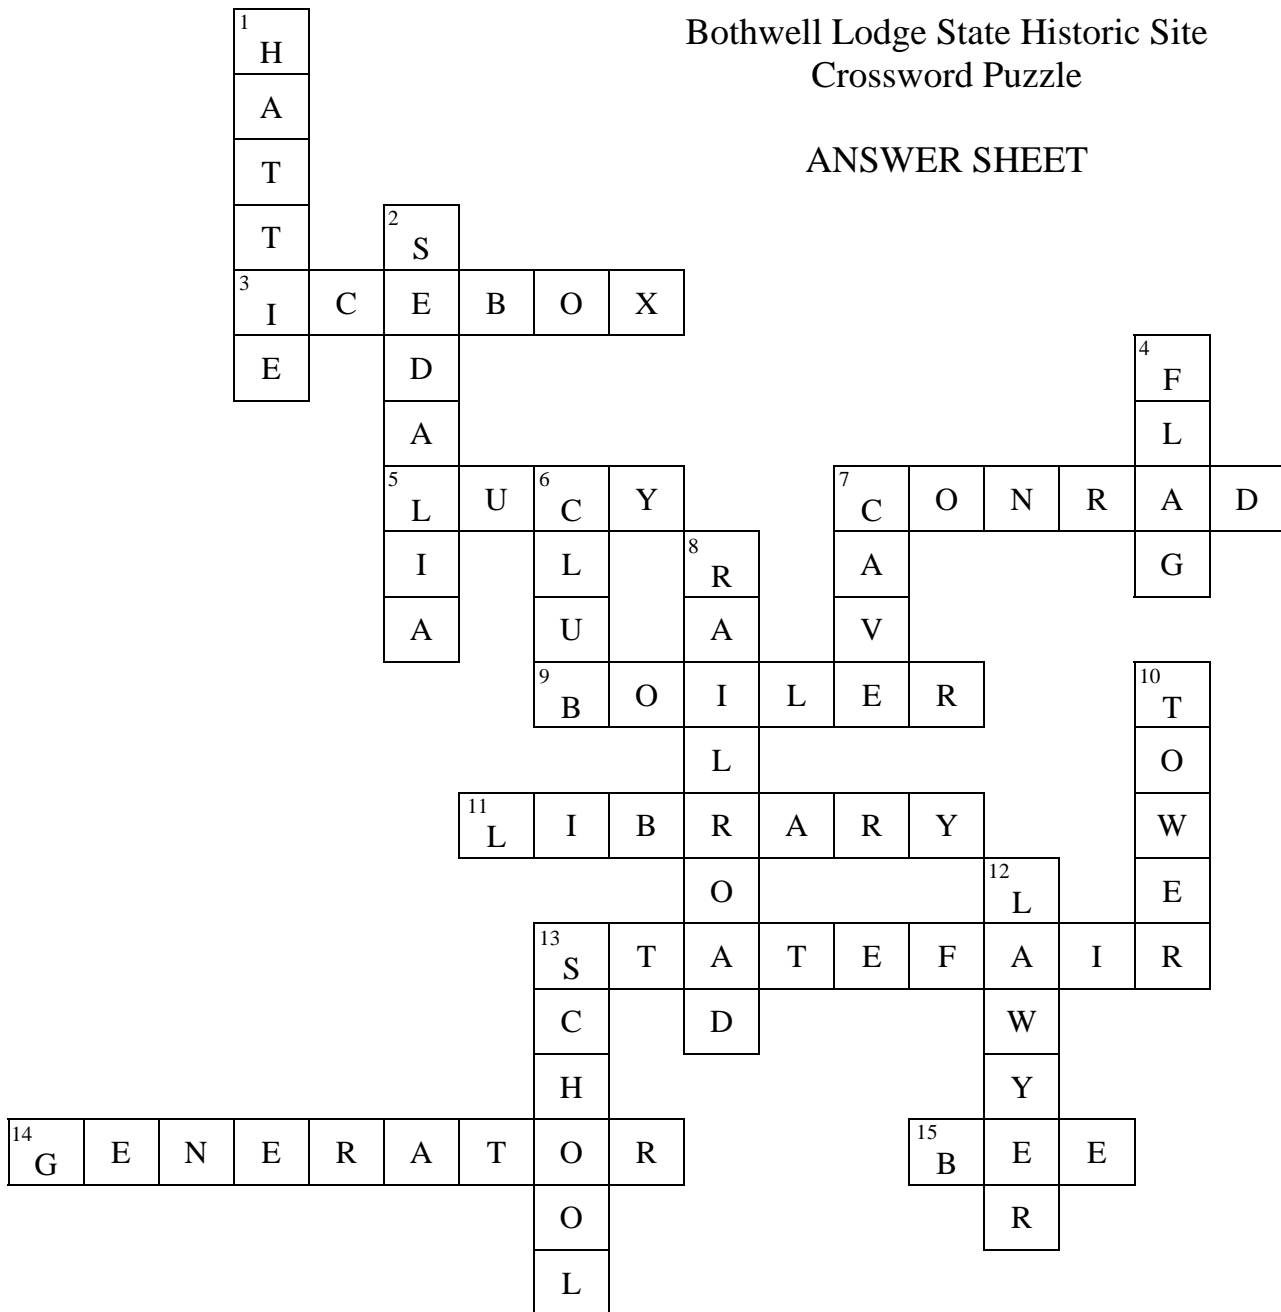 Bothwell Lodge State Historic Site
Crossword Puzzle
ANSWER SHEET
1 H
A
T
T 2 S
3 I C E B O X
E D 4 F
A L
5 L U 6 C Y 7 C O N R A D
I L 8 R A G
A U A V
9 B O I L E R 10 T
L O
11 L I B R A R Y W
O 12 L E
13 S T A T E F A I R
C D W
H Y
14 G E N E R A T O R 15 B E E
O R
L